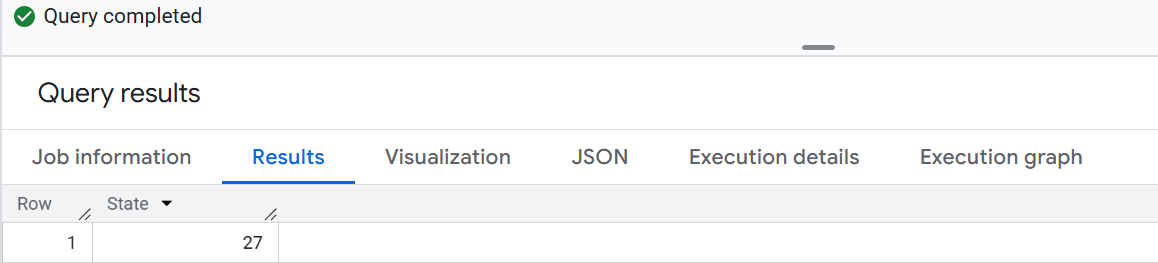 Query completed
Query results
Job information Results Visualization JSON Execution details Execution graph
Row State
1 27